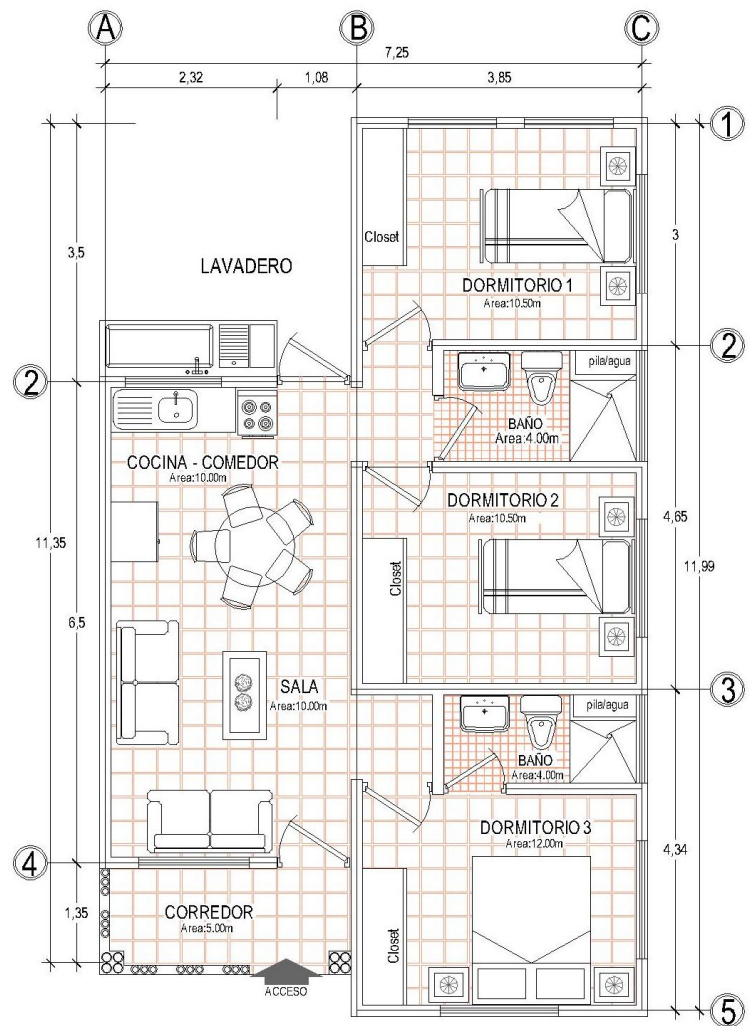 A
B
C
7,25
2,32
1,08
3,85
1
3,5
3
LAVADERO
Closet
DORMITORIO 1
Area:10.50m
2
2
pila/agua
BAÑO
Area:4.00m
COCINA - COMEDOR
Area:10.00m
DORMITORIO 2
Area:10.50m
4,65
11,35
11,99
Closet
6,5
SALA
Area:10.00m
3
pila/agua
BAÑO
Area:4.00m
DORMITORIO 3
Area:12.00m
4,34
4
1,35
CORREDOR
Area:5.00m
Closet
ACCESO
5